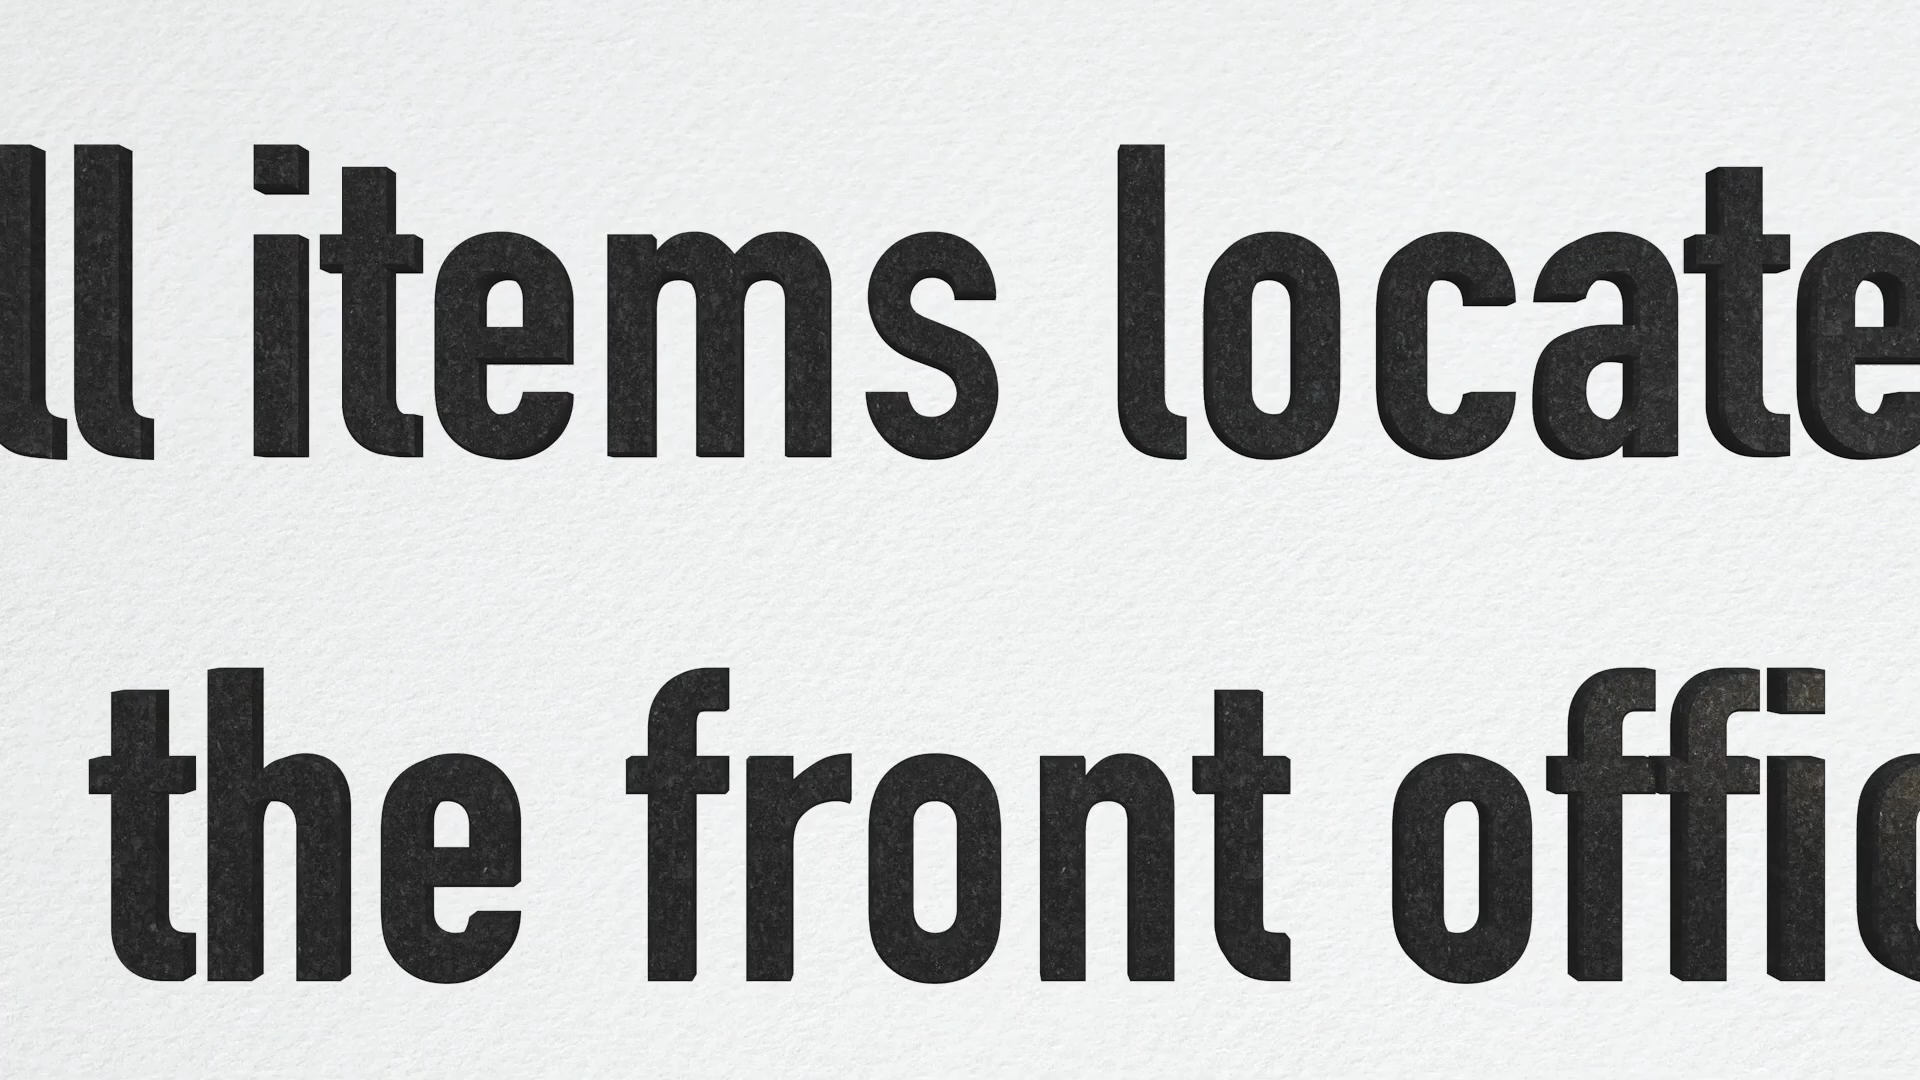 ll items locate
the front offic